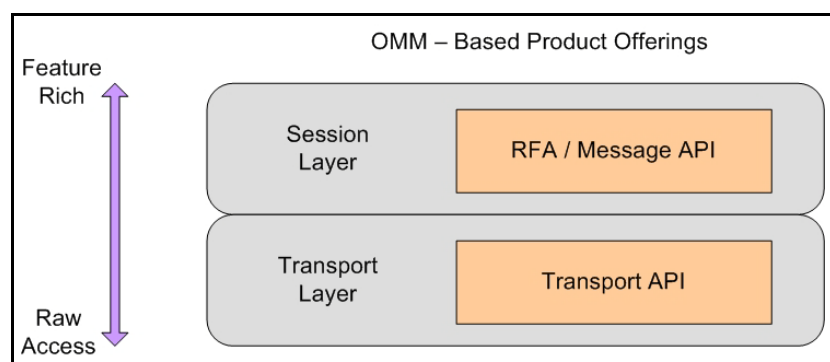 OMM – Based Product Offerings
Feature
Rich
Session
Layer
RFA / Message API
Transport
Layer
Transport API
Raw
Access